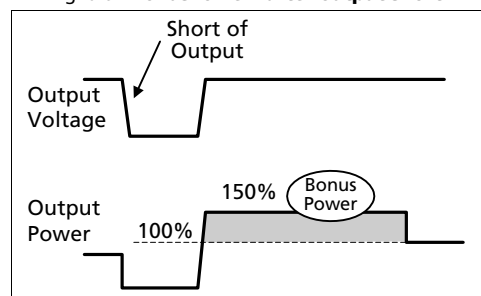 Short of
Output
Output
Voltage
150%
Bonus
Power
Output
Power
100%